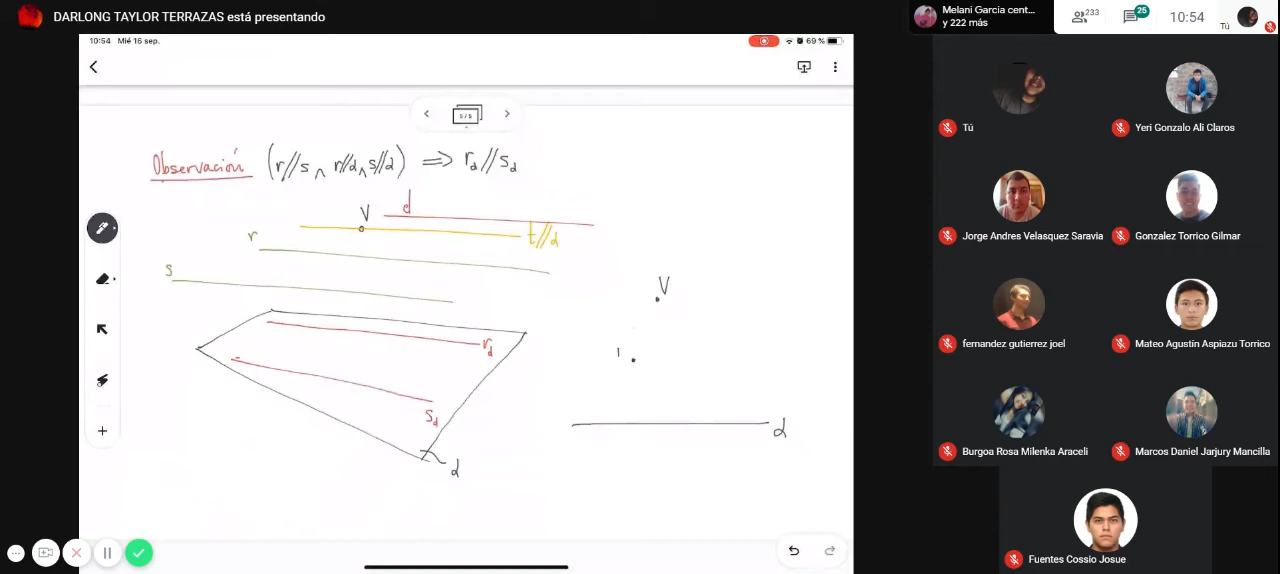 DARLONG TAYLOR TERRAZAS está presentando
Melani Garcia cent...
y 222 más
233
25
10:54
Tú
10:54 Mié 16 sep.
69 %
5 / 5
Observación (r//s ∧ r//d ∧ s//d) ⟹ r_d//s_d
d
V
t//d
r
s
r_d
s_d
d
V
d
Tú
Yeri Gonzalo Ali Claros
Jorge Andres Velasquez Saravia
Gonzalez Torrico Gilmar
fernandez gutierrez joel
Mateo Agustín Aspiazu Torrico
Burgoa Rosa Milenka Araceli
Marcos Daniel Jarjury Mancilla
Fuentes Cossio Josue